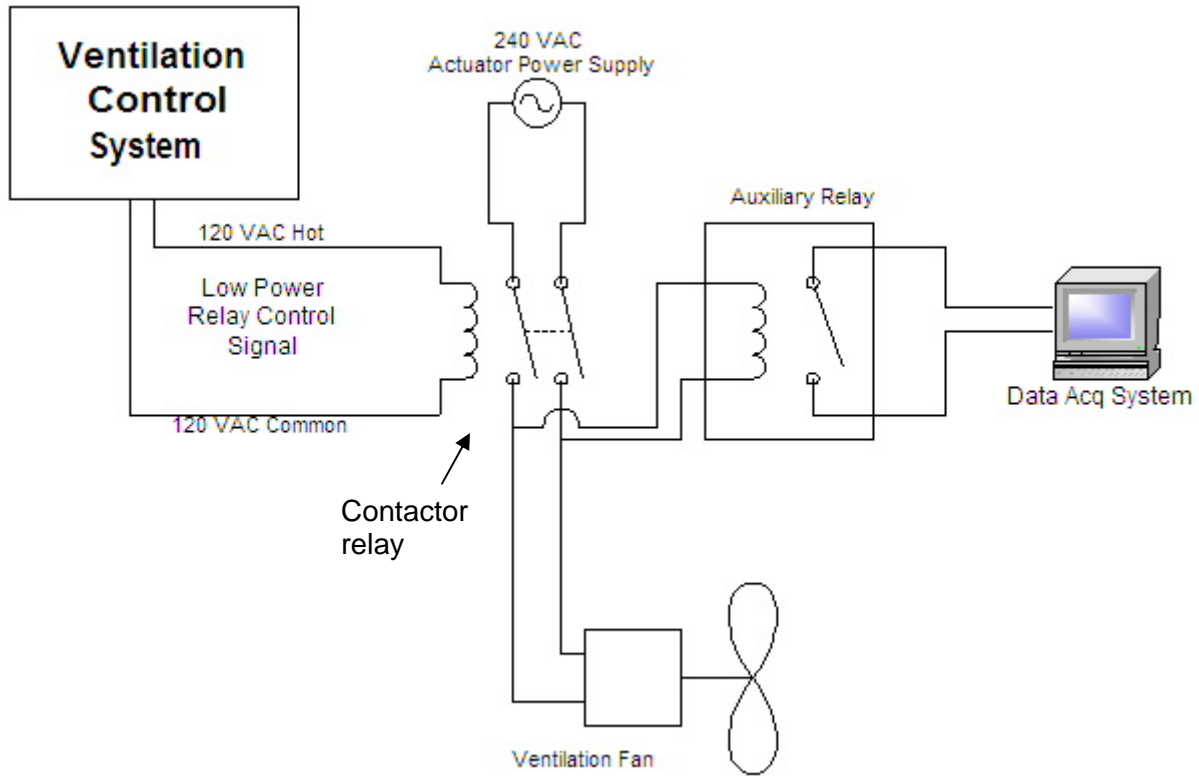 Ventilation
Control
System
240 VAC
Actuator Power Supply
Auxiliary Relay
120 VAC Hot
Low Power
Relay Control
Signal
120 VAC Common
Data Acq System
Contactor
relay
Ventilation Fan